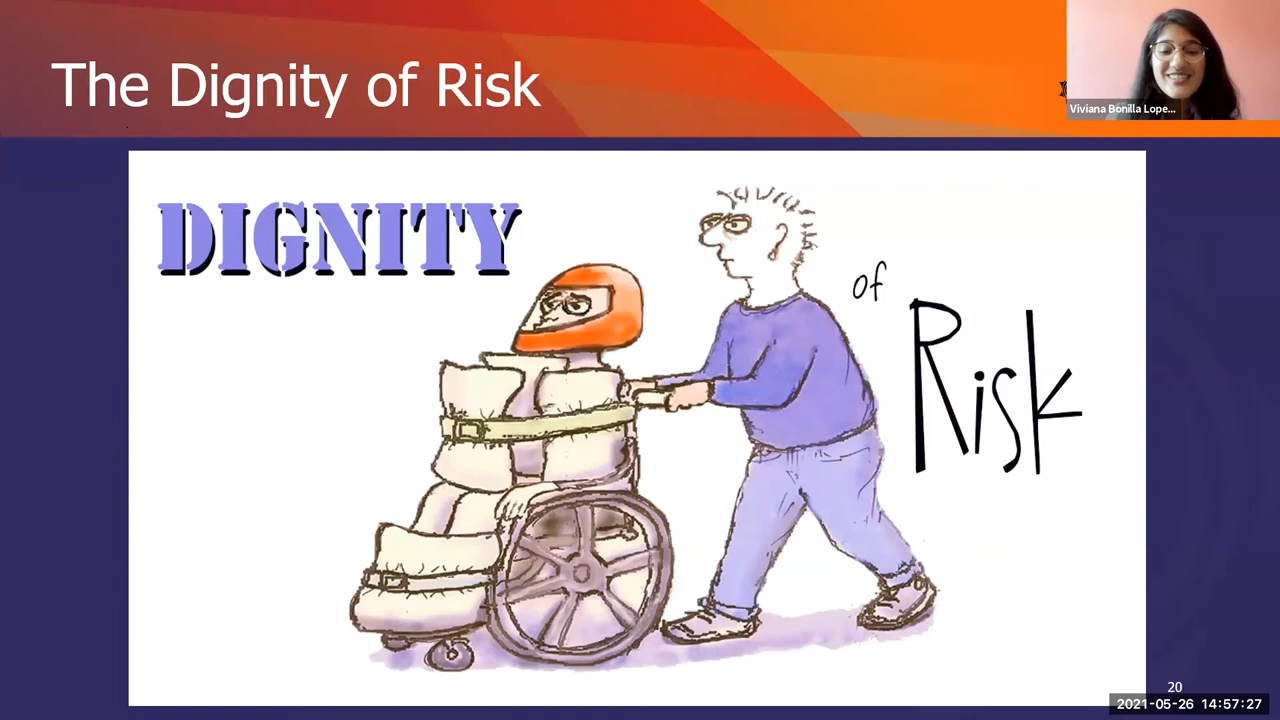 The Dignity of Risk
Viviana Bonilla Lope...
DIGNITY
of
Risk
20
2021-05-26 14:57:27